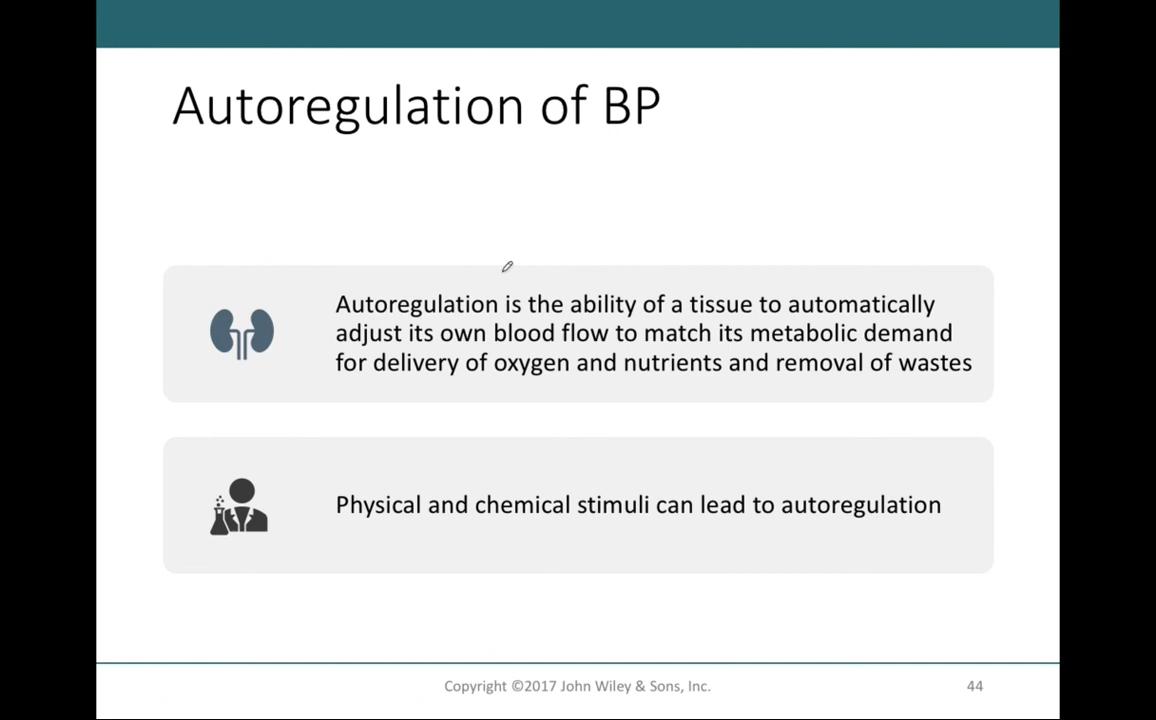 Autoregulation of BP
Autoregulation is the ability of a tissue to automatically
adjust its own blood flow to match its metabolic demand
for delivery of oxygen and nutrients and removal of wastes
Physical and chemical stimuli can lead to autoregulation
Copyright ©2017 John Wiley & Sons, Inc.
44